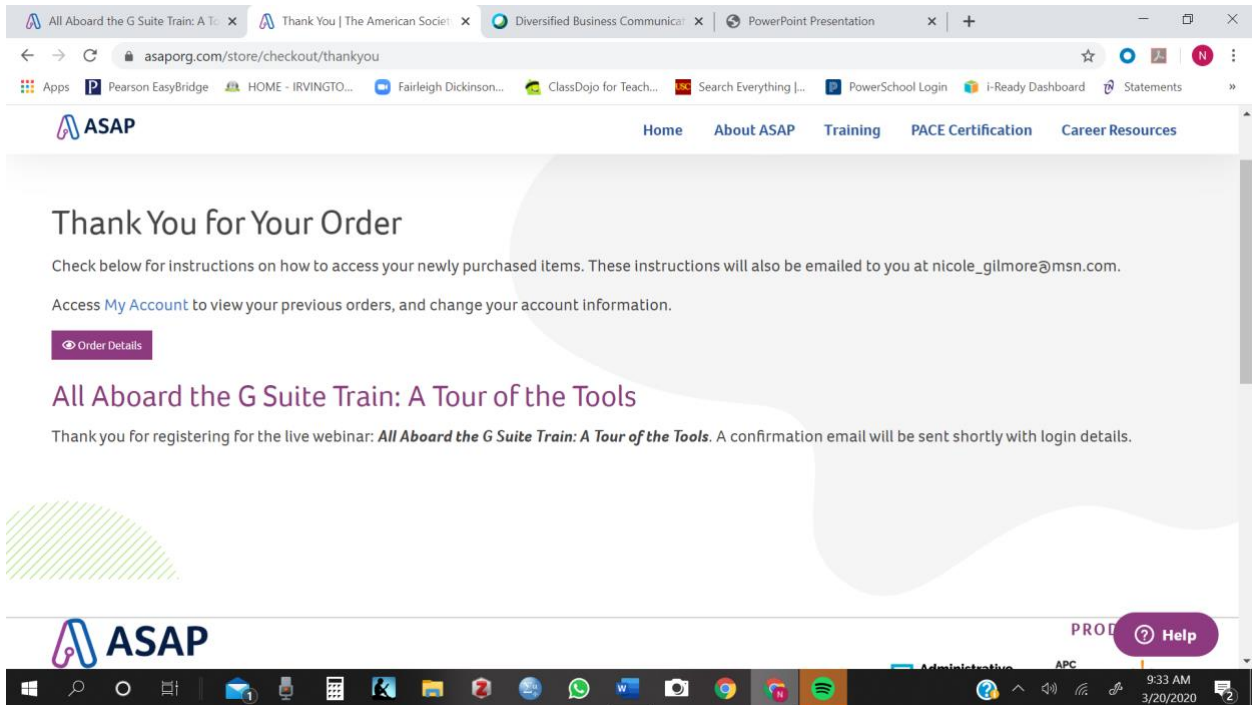 All Aboard the G Suite Train: A To
Thank You | The American Societ
Diversified Business Communicat
PowerPoint Presentation
asaporg.com/store/checkout/thankyou
N
Apps Pearson EasyBridge HOME - IRVINGTO... Fairleigh Dickinson... ClassDojo for Teach... USC Search Everything |... PowerSchool Login i-Ready Dashboard Statements »
ASAP Home About ASAP Training PACE Certification Career Resources
Thank You for Your Order
Check below for instructions on how to access your newly purchased items. These instructions will also be emailed to you at nicole_gilmore@msn.com.
Access My Account to view your previous orders, and change your account information.
Order Details
All Aboard the G Suite Train: A Tour of the Tools
Thank you for registering for the live webinar: All Aboard the G Suite Train: A Tour of the Tools. A confirmation email will be sent shortly with login details.
ASAP
PROD
Help
Administrative APC
9:33 AM
3/20/2020